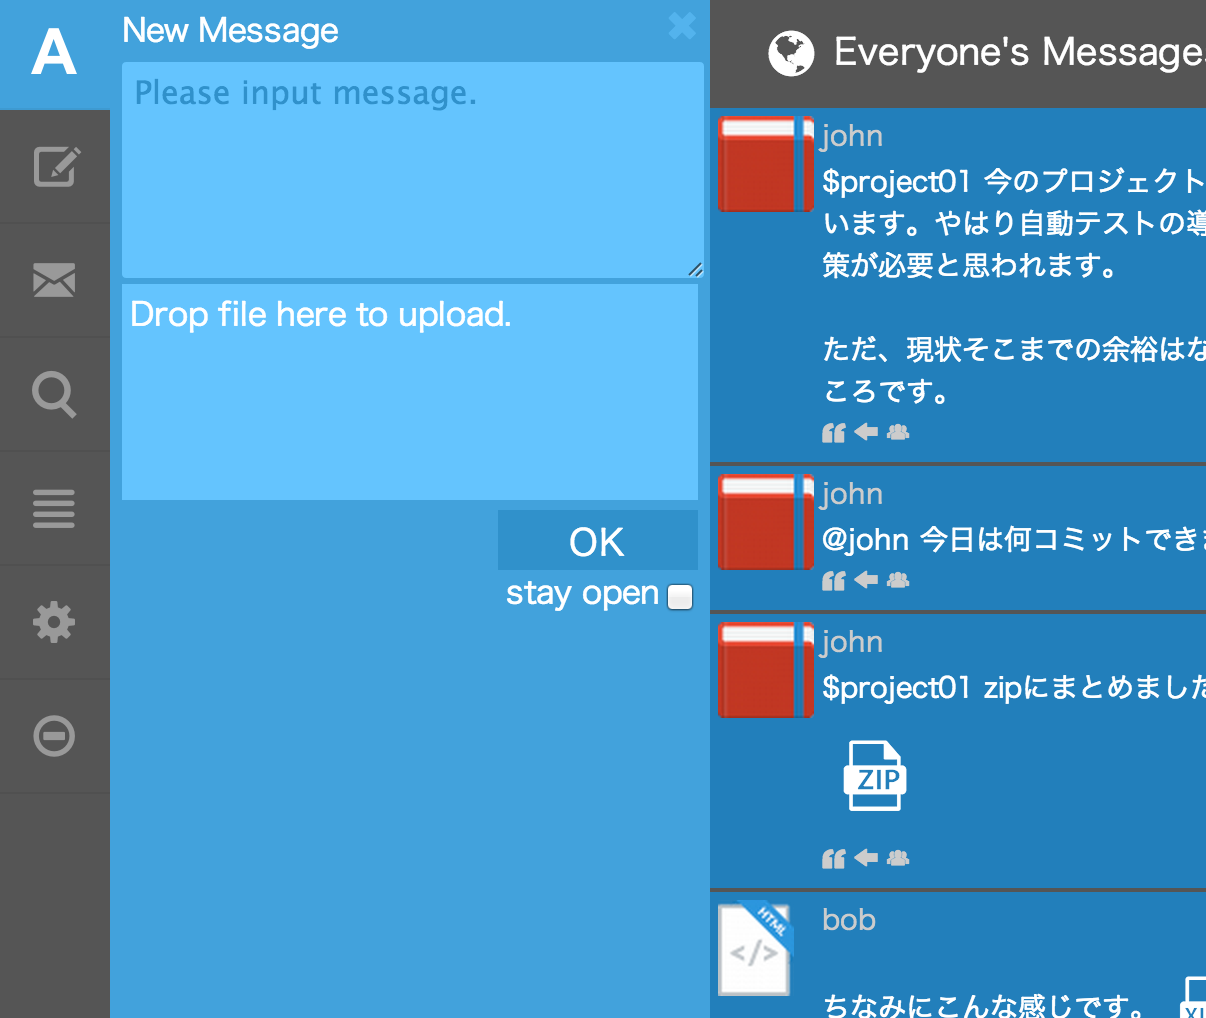 A
New Message
Please input message.
Drop file here to upload.
OK
stay open
Everyone's Messages
john
$project01 今のプロジェクト
います。やはり自動テストの導
策が必要と思われます。
ただ、現状そこまでの余裕はな
ころです。
john
@john 今日は何コミットでき
john
$project01 zipにまとめました
ZIP
bob
HTML
</>
ちなみにこんな感じです。